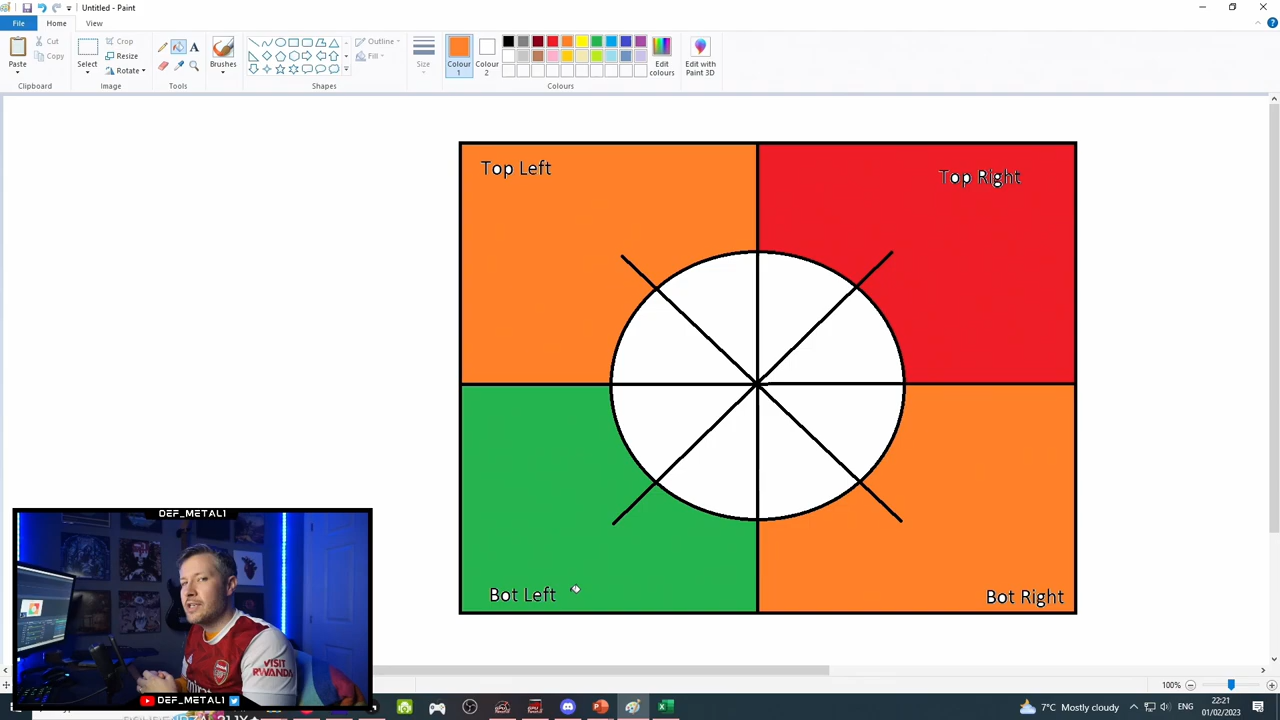 Untitled - Paint
File
Home
View
Paste
Cut
Copy
Clipboard
Select
Crop
Resize
Rotate
Image
Tools
Brushes
Outline
Fill
Shapes
Size
Colour
1
Colour
2
Edit
colours
Colours
Edit with
Paint 3D
Top Left
Top Right
Bot Left
Bot Right
DEF_METAL1
VISIT
RWANDA
DEF_METAL1
100%
7°C Mostly cloudy
ENG
22:21
01/02/2023